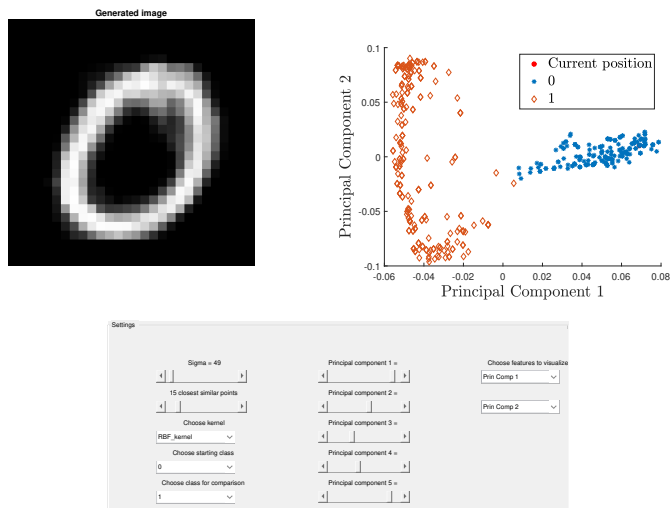 Generated image
0.1
0.05
0
-0.05
-0.1
-0.06
-0.04
-0.02
0
0.02
0.04
0.06
0.08
Principal Component 2
Principal Component 1
Current position
0
1
Settings
Sigma = 49
Principal component 1 =
Choose features to visualize
Prin Comp 1
15 closest similar points
Principal component 2 =
Prin Comp 2
Choose kernel
Principal component 3 =
RBF_kernel
Choose starting class
Principal component 4 =
0
Choose class for comparison
Principal component 5 =
1